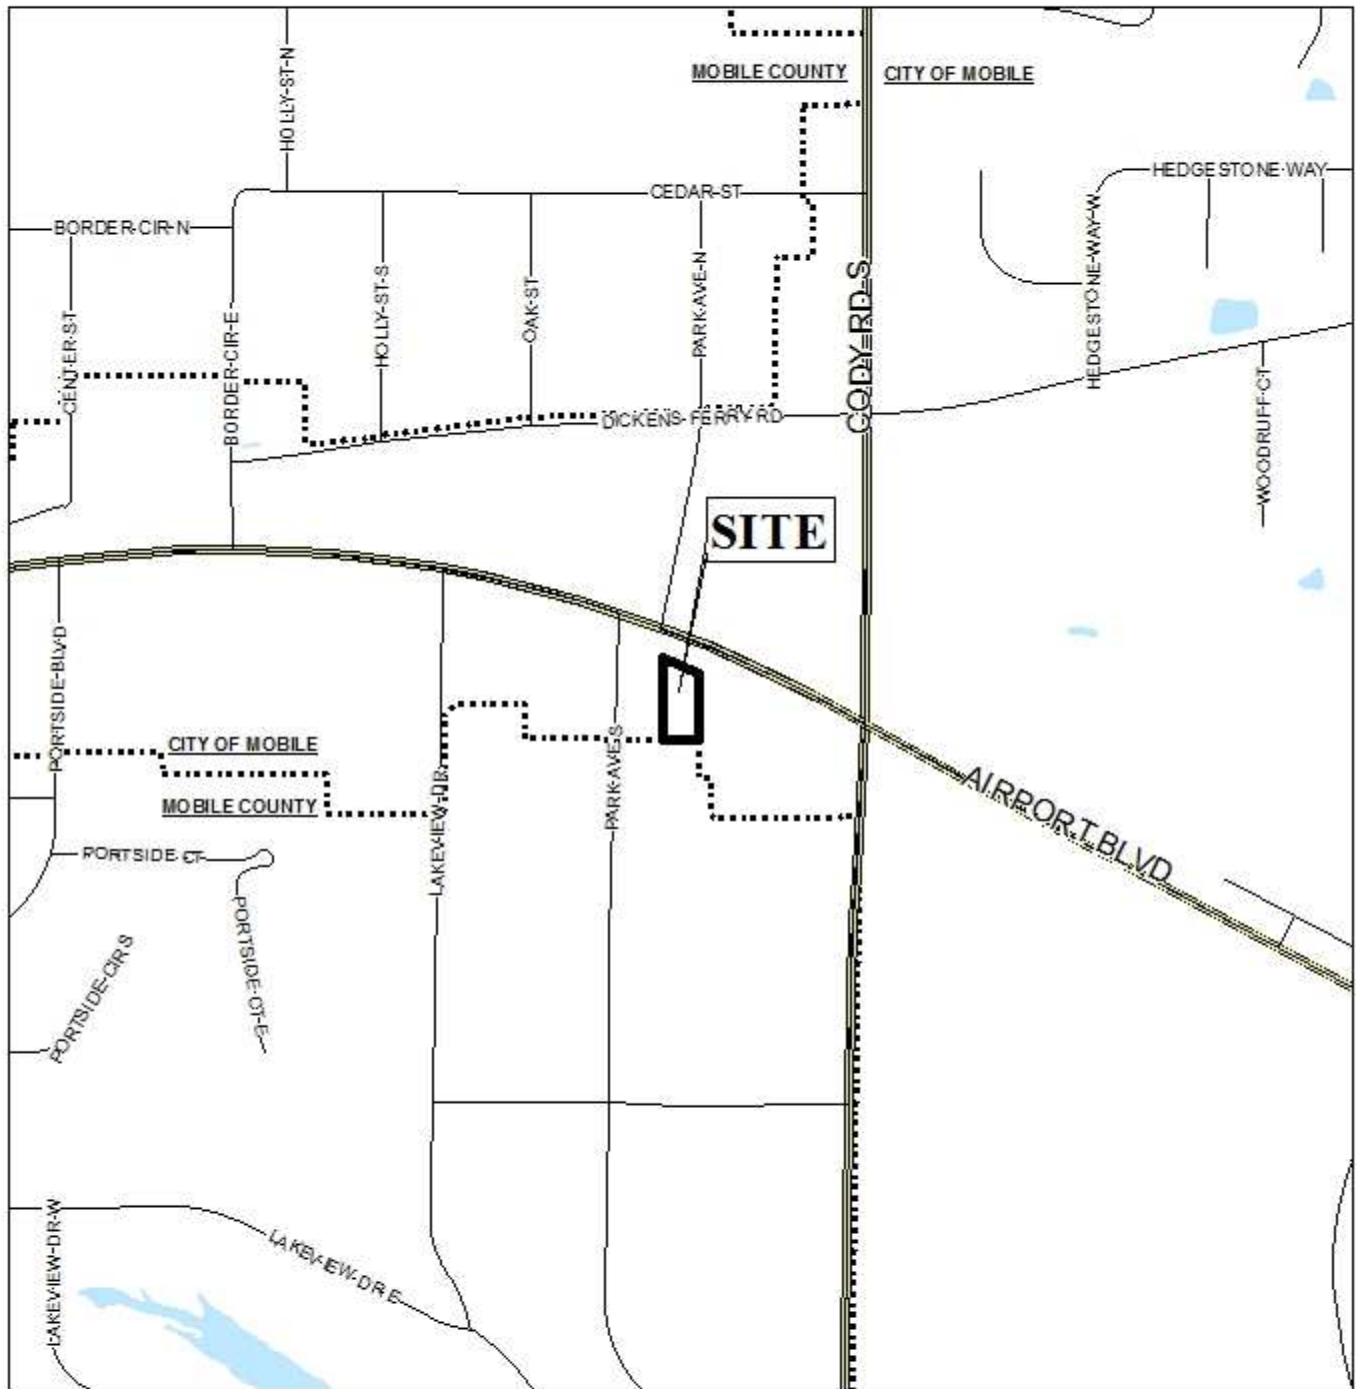 MOBILE COUNTY
CITY OF MOBILE
HOLLY-ST-N
HEDGESTONE-WAY
CEDAR-ST
BORDER-CIR-N
HEDGESTONE-WAY-W
CENTER-ST
BORDER-CIR-E
HOLLY-ST-S
OAK-ST
PARK-AVE-N
CODY-RD-S
DICKENS-FERRY-RD
WOODRUFF-CT
SITE
PORTSIDE-BLVD
CITY OF MOBILE
MOBILE COUNTY
LAKEVIEW-DR
PARK-AVE-S
AIRPORT BLVD
PORTSIDE-CT
PORTSIDE-CT-E
PORTSIDE-CIR S
LAKEVIEW-DR-W
LAKEVIEW-DR E